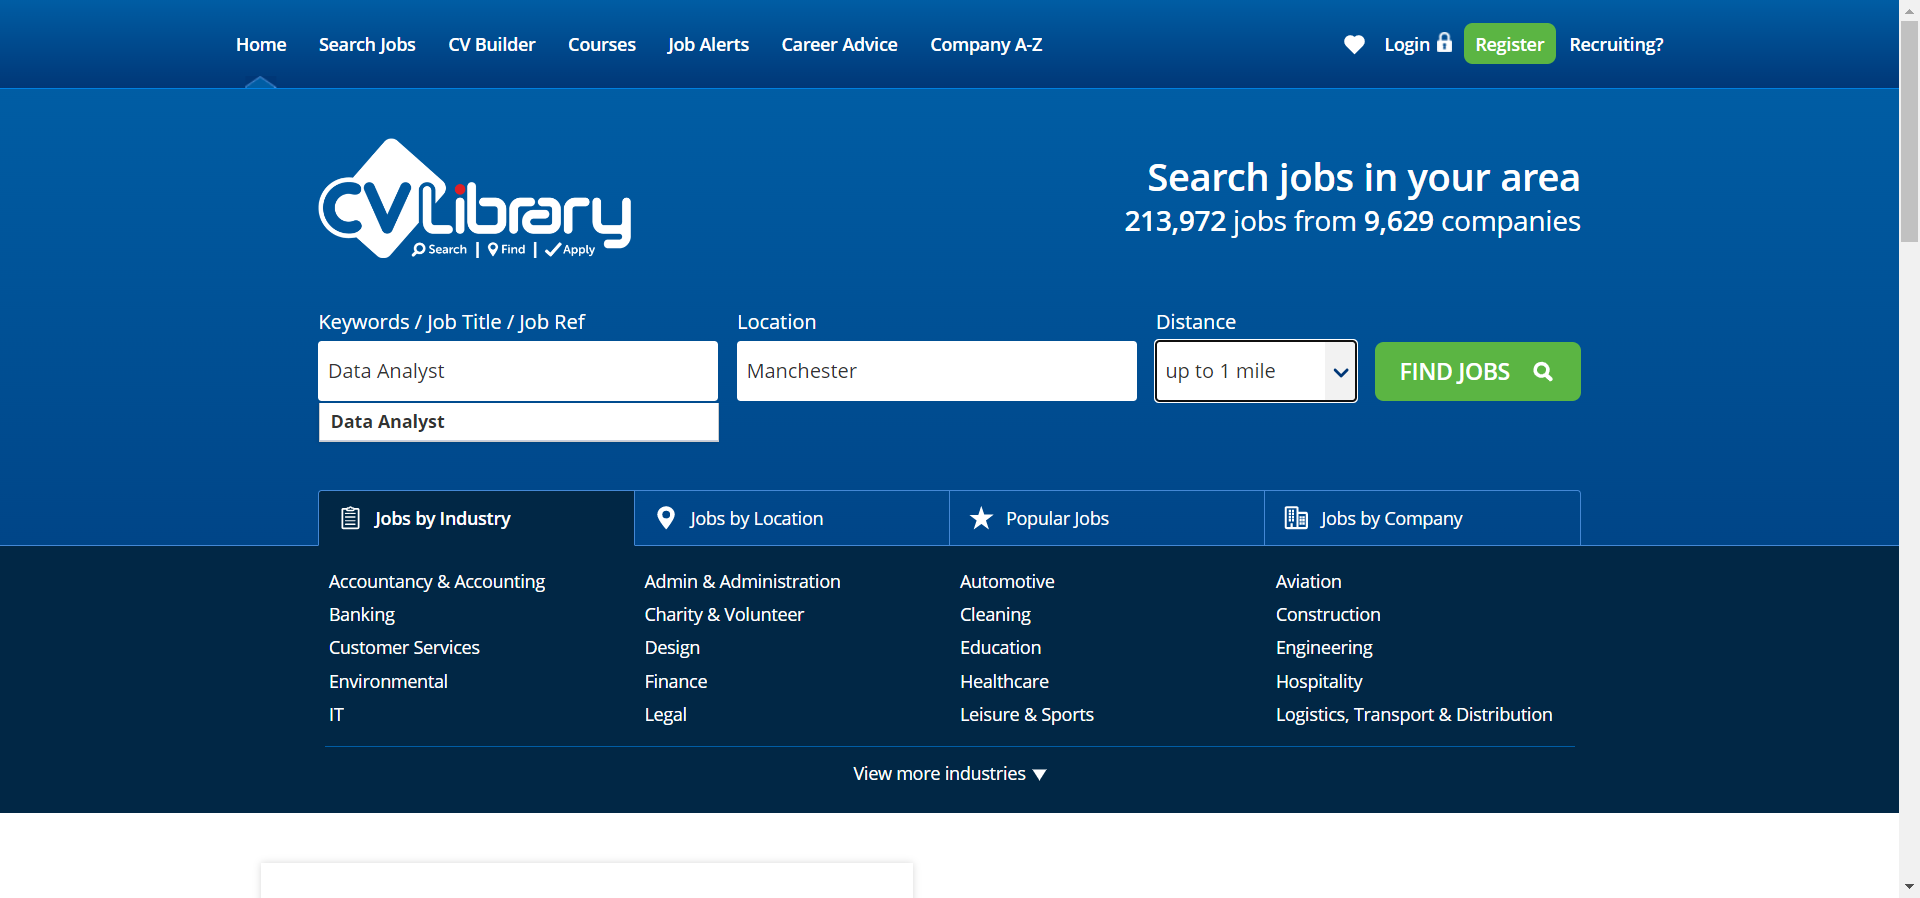 Home Search Jobs CV Builder Courses Job Alerts Career Advice Company A-Z Login Register Recruiting?
CV Library
Search | Find | Apply
Search jobs in your area
213,972 jobs from 9,629 companies
Keywords / Job Title / Job Ref Location Distance
Data Analyst Manchester up to 1 mile FIND JOBS
Data Analyst
Jobs by Industry Jobs by Location Popular Jobs Jobs by Company
Accountancy & Accounting Admin & Administration Automotive Aviation
Banking Charity & Volunteer Cleaning Construction
Customer Services Design Education Engineering
Environmental Finance Healthcare Hospitality
IT Legal Leisure & Sports Logistics, Transport & Distribution
View more industries